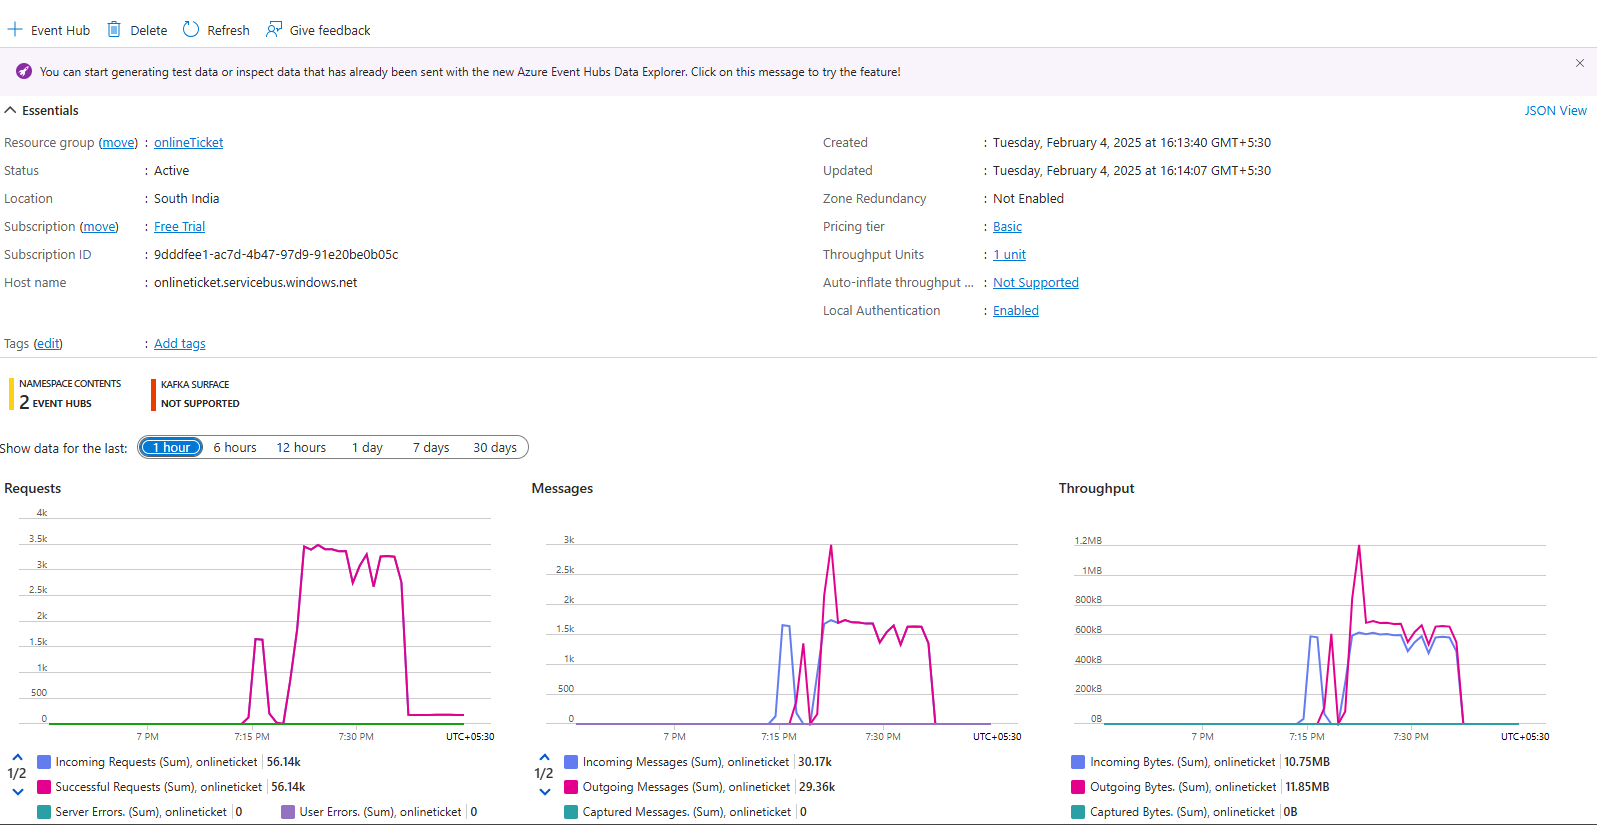 Event Hub Delete Refresh Give feedback
You can start generating test data or inspect data that has already been sent with the new Azure Event Hubs Data Explorer. Click on this message to try the feature!
Essentials JSON View
Resource group (move) : onlineTicket
Status : Active
Location : South India
Subscription (move) : Free Trial
Subscription ID : 9dddfee1-ac7d-4b47-97d9-91e20be0b05c
Host name : onlineticket.servicebus.windows.net
Created : Tuesday, February 4, 2025 at 16:13:40 GMT+5:30
Updated : Tuesday, February 4, 2025 at 16:14:07 GMT+5:30
Zone Redundancy : Not Enabled
Pricing tier : Basic
Throughput Units : 1 unit
Auto-inflate throughput ... : Not Supported
Local Authentication : Enabled
Tags (edit) : Add tags
NAMESPACE CONTENTS
2 EVENT HUBS
KAFKA SURFACE
NOT SUPPORTED
Show data for the last: 1 hour 6 hours 12 hours 1 day 7 days 30 days
Requests
4k
3.5k
3k
2.5k
2k
1.5k
1k
500
0
7 PM 7:15 PM 7:30 PM UTC+05:30
1/2
Incoming Requests (Sum), onlineticket 56.14k
Successful Requests (Sum), onlineticket 56.14k
Server Errors. (Sum), onlineticket 0
User Errors. (Sum), onlineticket 0
Messages
3k
2.5k
2k
1.5k
1k
500
0
7 PM 7:15 PM 7:30 PM UTC+05:30
1/2
Incoming Messages (Sum), onlineticket 30.17k
Outgoing Messages (Sum), onlineticket 29.36k
Captured Messages. (Sum), onlineticket 0
Throughput
1.2MB
1MB
800kB
600kB
400kB
200kB
0B
7 PM 7:15 PM 7:30 PM UTC+05:30
Incoming Bytes. (Sum), onlineticket 10.75MB
Outgoing Bytes. (Sum), onlineticket 11.85MB
Captured Bytes. (Sum), onlineticket 0B